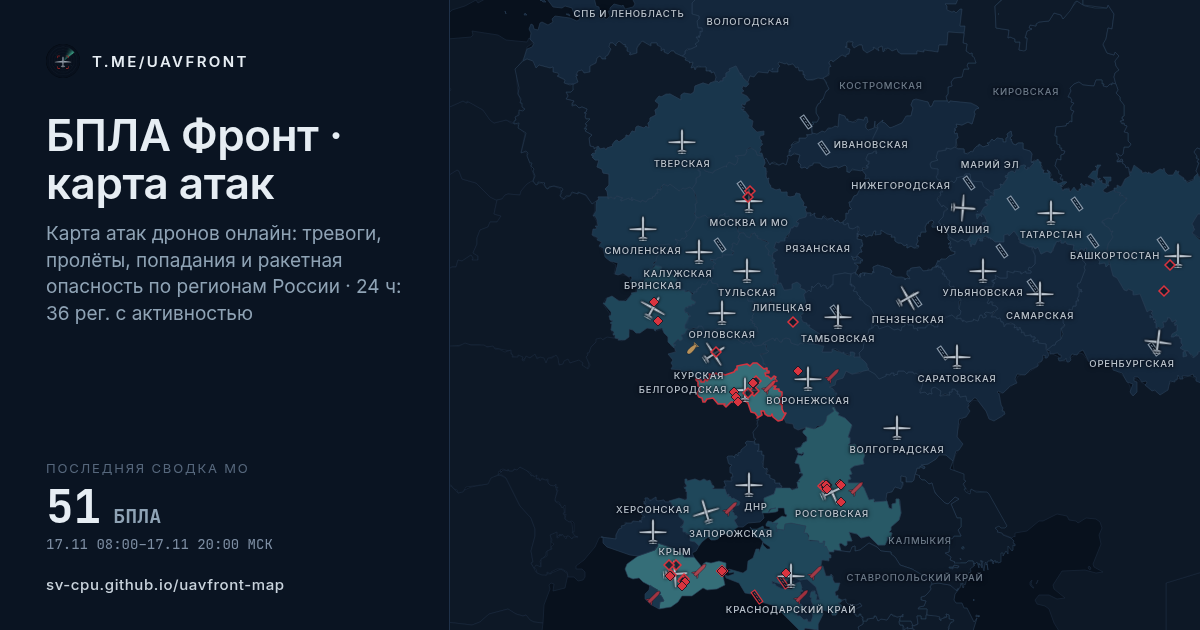 T.ME/UAVFRONT
БПЛА Фронт ·
карта атак
Карта атак дронов онлайн: тревоги,
пролёты, попадания и ракетная
опасность по регионам России · 24 ч:
36 рег. с активностью
ПОСЛЕДНЯЯ СВОДКА МО
51 БПЛА
17.11 08:00–17.11 20:00 МСК
sv-cpu.github.io/uavfront-map
СПБ И ЛЕНОБЛАСТЬ
ВОЛОГОДСКАЯ
КОСТРОМСКАЯ
КИРОВСКАЯ
ИВАНОВСКАЯ
ТВЕРСКАЯ
МАРИЙ ЭЛ
НИЖЕГОРОДСКАЯ
МОСКВА И МО
ЧУВАШИЯ
ТАТАРСТАН
СМОЛЕНСКАЯ
РЯЗАНСКАЯ
БАШКОРТОСТАН
КАЛУЖСКАЯ
БРЯНСКАЯ
ТУЛЬСКАЯ
УЛЬЯНОВСКАЯ
ЛИПЕЦКАЯ
САМАРСКАЯ
ПЕНЗЕНСКАЯ
ОРЛОВСКАЯ
ТАМБОВСКАЯ
ОРЕНБУРГСКАЯ
КУРСКАЯ
САРАТОВСКАЯ
БЕЛГОРОДСКАЯ
ВОРОНЕЖСКАЯ
ВОЛГОГРАДСКАЯ
ДНР
ХЕРСОНСКАЯ
РОСТОВСКАЯ
ЗАПОРОЖСКАЯ
КАЛМЫКИЯ
КРЫМ
СТАВРОПОЛЬСКИЙ КРАЙ
КРАСНОДАРСКИЙ КРАЙ